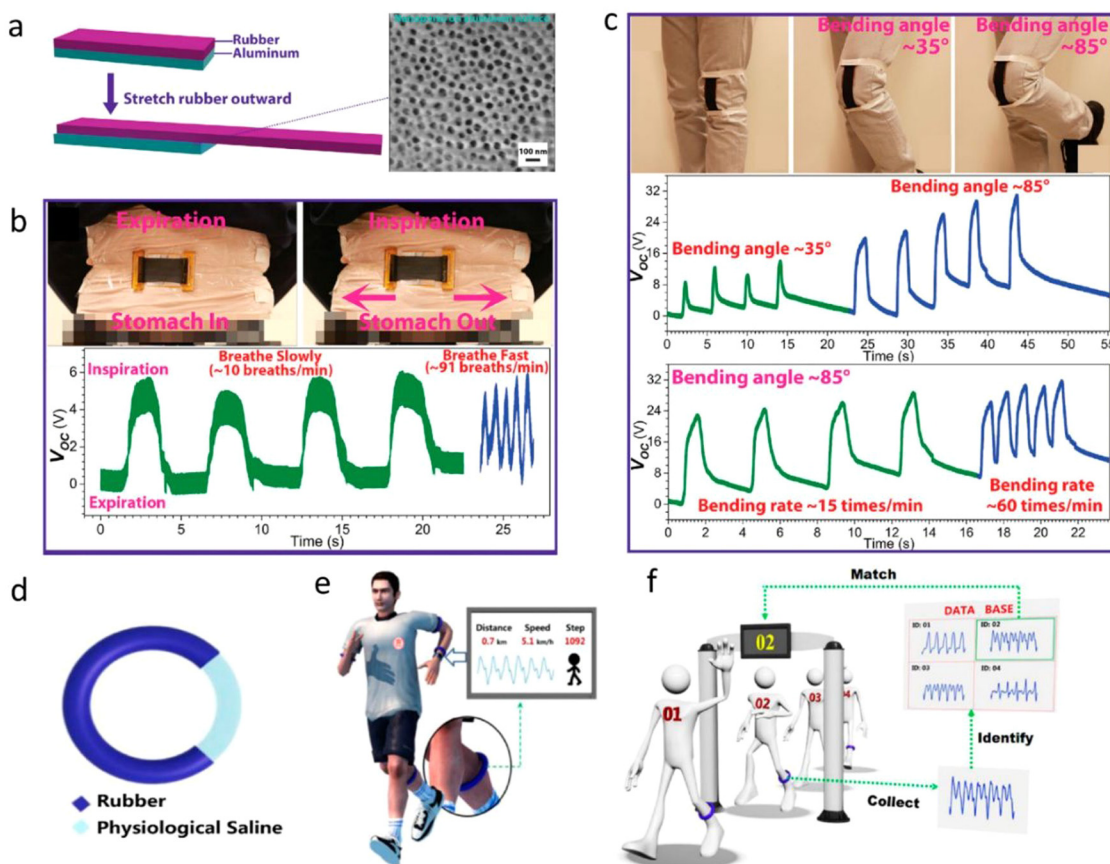 a
Rubber
Aluminum
Stretch rubber outward
100 nm
b
Expiration
Inspiration
Stomach In
Stomach Out
Breathe Slowly
(~10 breaths/min)
Breathe Fast
(~91 breaths/min)
Inspiration
Expiration
VOC (V)
6
4
2
0
0 5 10 15 20 25
Time (s)
c
Bending angle
~35°
Bending angle
~85°
Bending angle ~35°
Bending angle ~85°
VOC (V)
32
24
16
8
0
0 5 10 15 20 25 30 35 40 45 50 55
Time (s)
Bending angle ~85°
Bending rate ~15 times/min
Bending rate
~60 times/min
VOC (V)
32
24
16
8
0
0 2 4 6 8 10 12 14 16 18 20 22
Time (s)
d
Rubber
Physiological Saline
e
Distance Speed Step
0.7 km 5.1 km/h 1092
f
Match
02
DATA BASE
ID: 01 ID: 02
ID: 03 ID: 04
01
02
03
Identify
Collect